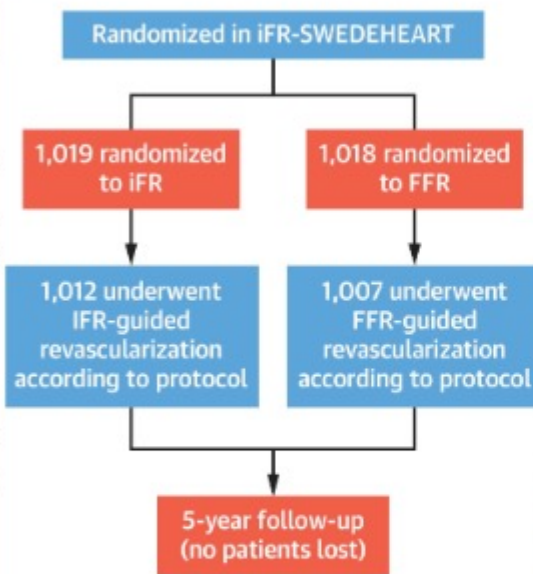 Randomized in iFR-SWEDEHEART
1,019 randomized
to iFR
1,018 randomized
to FFR
1,012 underwent
IFR-guided
revascularization
according to protocol
1,007 underwent
FFR-guided
revascularization
according to protocol
5-year follow-up
(no patients lost)